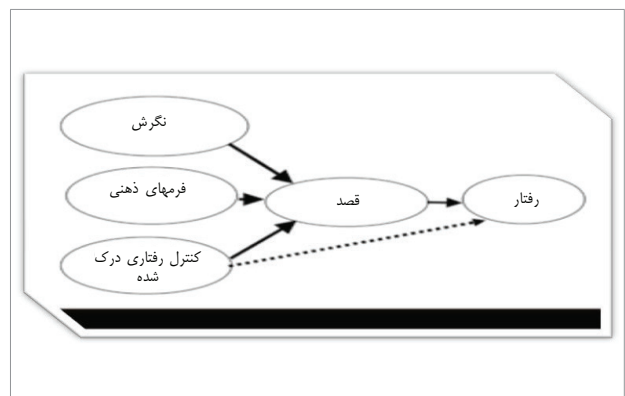 نگرش
فرمهای ذهنی
قصد
رفتار
کنترل رفتاری درک
شده